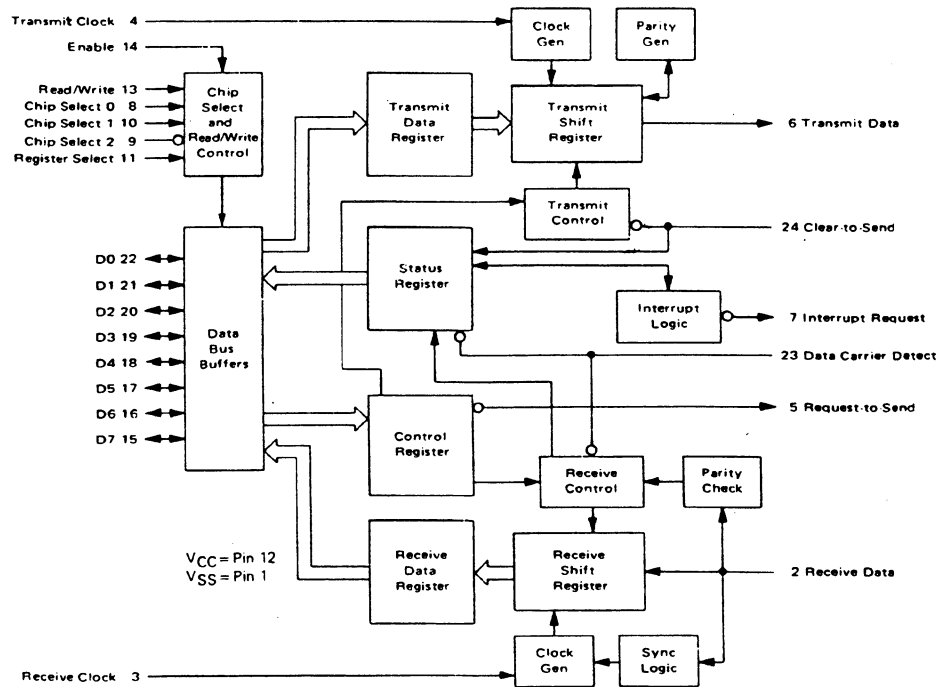 Transmit Clock 4
Clock
Gen
Parity
Gen
Enable 14
Read/Write 13
Chip Select 0 8
Chip Select 1 10
Chip Select 2 9
Register Select 11
Chip
Select
and
Read/Write
Control
Transmit
Data
Register
Transmit
Shift
Register
6 Transmit Data
Transmit
Control
24 Clear-to-Send
D0 22
D1 21
D2 20
D3 19
D4 18
D5 17
D6 16
D7 15
Data
Bus
Buffers
Status
Register
Interrupt
Logic
7 Interrupt Request
23 Data Carrier Detect
5 Request-to-Send
Control
Register
Receive
Control
Parity
Check
VCC = Pin 12
VSS = Pin 1
Receive
Data
Register
Receive
Shift
Register
2 Receive Data
Clock
Gen
Sync
Logic
Receive Clock 3